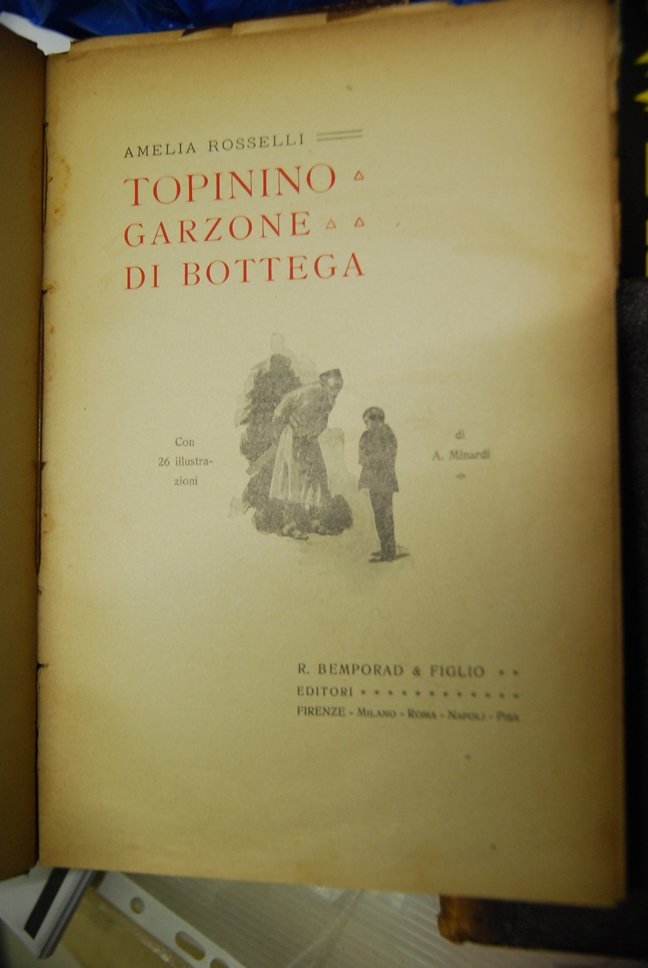 AMELIA ROSSELLI
TOPININO
GARZONE
DI BOTTEGA
Con
26 illustra-
zioni
di
A. Minardi
R. BEMPORAD & FIGLIO
EDITORI
FIRENZE - MILANO - ROMA - NAPOLI - PISA